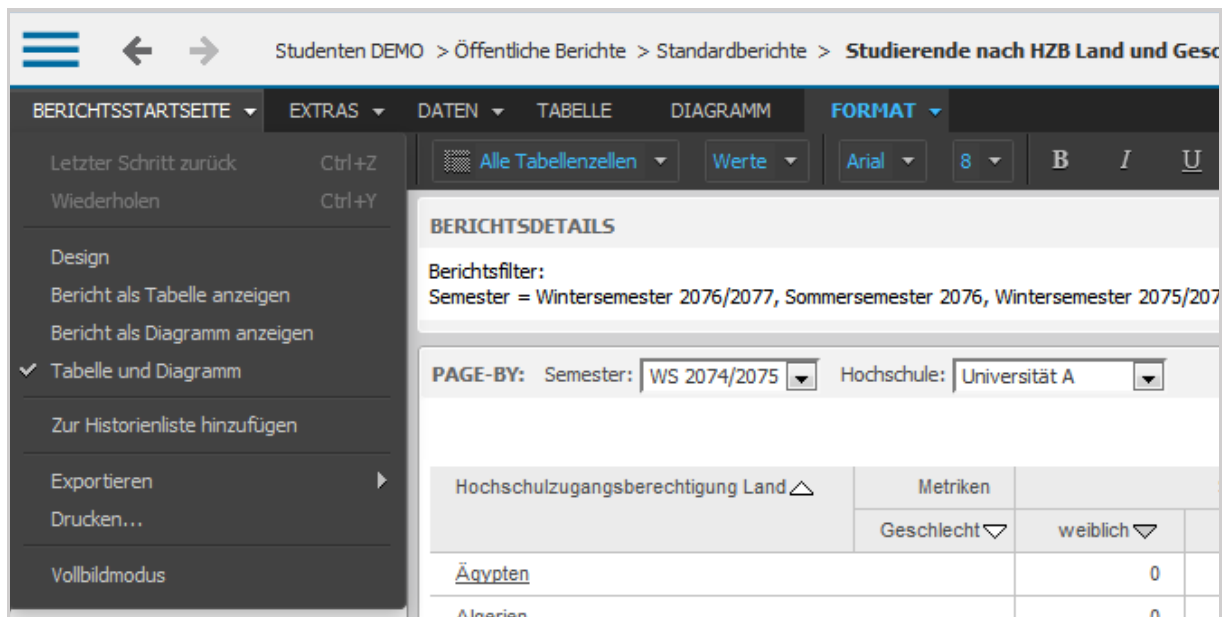 Studenten DEMO > Öffentliche Berichte > Standardberichte > Studierende nach HZB Land und Gesc
BERICHTSSTARTSEITE EXTRAS DATEN TABELLE DIAGRAMM FORMAT
Letzter Schritt zurück Ctrl+Z
Wiederholen Ctrl+Y
Design
Bericht als Tabelle anzeigen
Bericht als Diagramm anzeigen
Tabelle und Diagramm
Zur Historienliste hinzufügen
Exportieren
Drucken...
Vollbildmodus
Alle Tabellenzellen Werte Arial 8 B I U
BERICHTSDETAILS
Berichtsfilter:
Semester = Wintersemester 2076/2077, Sommersemester 2076, Wintersemester 2075/207
PAGE-BY: Semester: WS 2074/2075 Hochschule: Universität A
Hochschulzugangsberechtigung Land Metriken
Geschlecht weiblich
Ägypten 0
Algerien 0